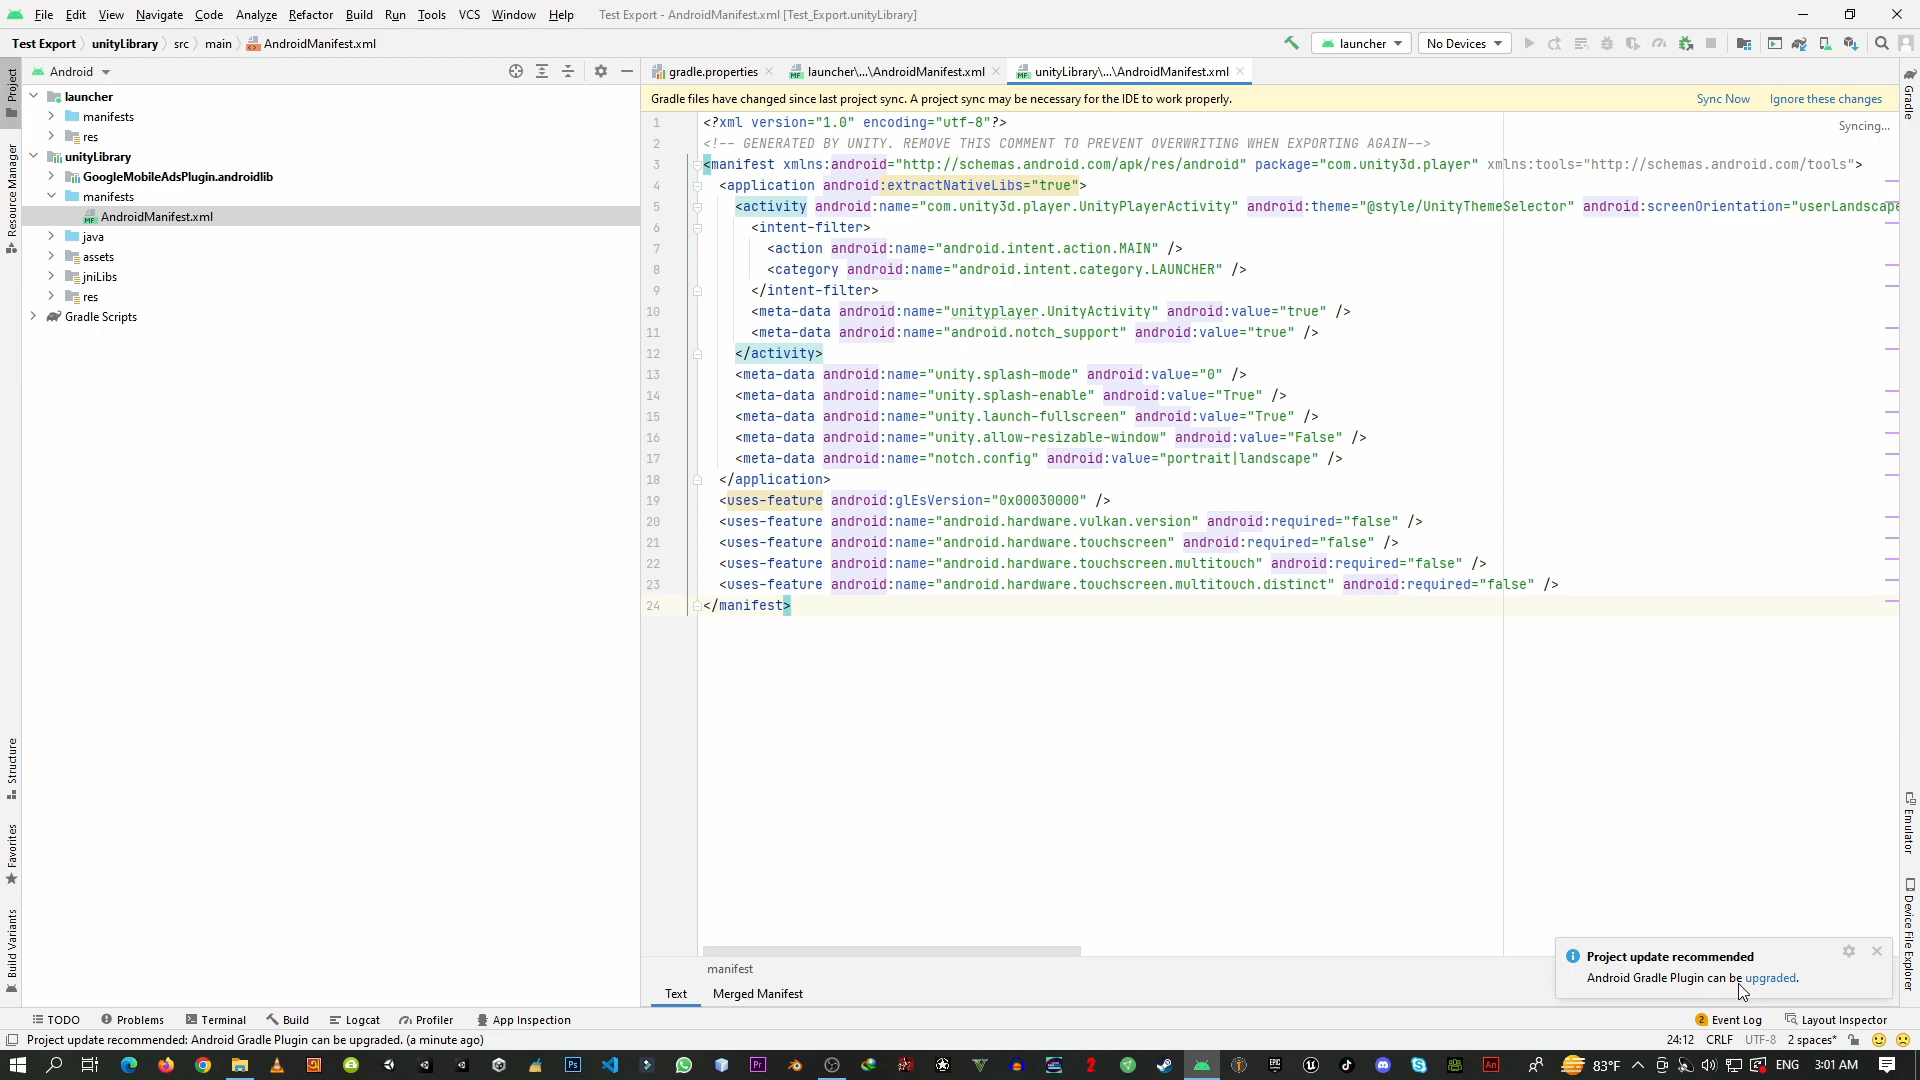 File Edit View Navigate Code Analyze Refactor Build Run Tools VCS Window Help Test Export - AndroidManifest.xml [Test_Export.unityLibrary]
Test Export unityLibrary src main AndroidManifest.xml launcher No Devices
Android
gradle.properties launcher\...\AndroidManifest.xml unityLibrary\...\AndroidManifest.xml
Gradle files have changed since last project sync. A project sync may be necessary for the IDE to work properly. Sync Now Ignore these changes
Syncing...
Project
Resource Manager
Structure
Favorites
Build Variants
launcher
manifests
res
unityLibrary
GoogleMobileAdsPlugin.androidlib
manifests
AndroidManifest.xml
java
assets
jniLibs
res
Gradle Scripts
1 <?xml version="1.0" encoding="utf-8"?>
2 <!-- GENERATED BY UNITY. REMOVE THIS COMMENT TO PREVENT OVERWRITING WHEN EXPORTING AGAIN-->
3 <manifest xmlns:android="http://schemas.android.com/apk/res/android" package="com.unity3d.player" xmlns:tools="http://schemas.android.com/tools">
4 <application android:extractNativeLibs="true">
5 <activity android:name="com.unity3d.player.UnityPlayerActivity" android:theme="@style/UnityThemeSelector" android:screenOrientation="userLandscape
6 <intent-filter>
7 <action android:name="android.intent.action.MAIN" />
8 <category android:name="android.intent.category.LAUNCHER" />
9 </intent-filter>
10 <meta-data android:name="unityplayer.UnityActivity" android:value="true" />
11 <meta-data android:name="android.notch_support" android:value="true" />
12 </activity>
13 <meta-data android:name="unity.splash-mode" android:value="0" />
14 <meta-data android:name="unity.splash-enable" android:value="True" />
15 <meta-data android:name="unity.launch-fullscreen" android:value="True" />
16 <meta-data android:name="unity.allow-resizable-window" android:value="False" />
17 <meta-data android:name="notch.config" android:value="portrait|landscape" />
18 </application>
19 <uses-feature android:glEsVersion="0x00030000" />
20 <uses-feature android:name="android.hardware.vulkan.version" android:required="false" />
21 <uses-feature android:name="android.hardware.touchscreen" android:required="false" />
22 <uses-feature android:name="android.hardware.touchscreen.multitouch" android:required="false" />
23 <uses-feature android:name="android.hardware.touchscreen.multitouch.distinct" android:required="false" />
24 </manifest>
Gradle
Emulator
Device File Explorer
Project update recommended
Android Gradle Plugin can be upgraded.
manifest
Text Merged Manifest
TODO Problems Terminal Build Logcat Profiler App Inspection 2 Event Log Layout Inspector
Project update recommended: Android Gradle Plugin can be upgraded. (a minute ago) 24:12 CRLF UTF-8 2 spaces*
83°F ENG 3:01 AM